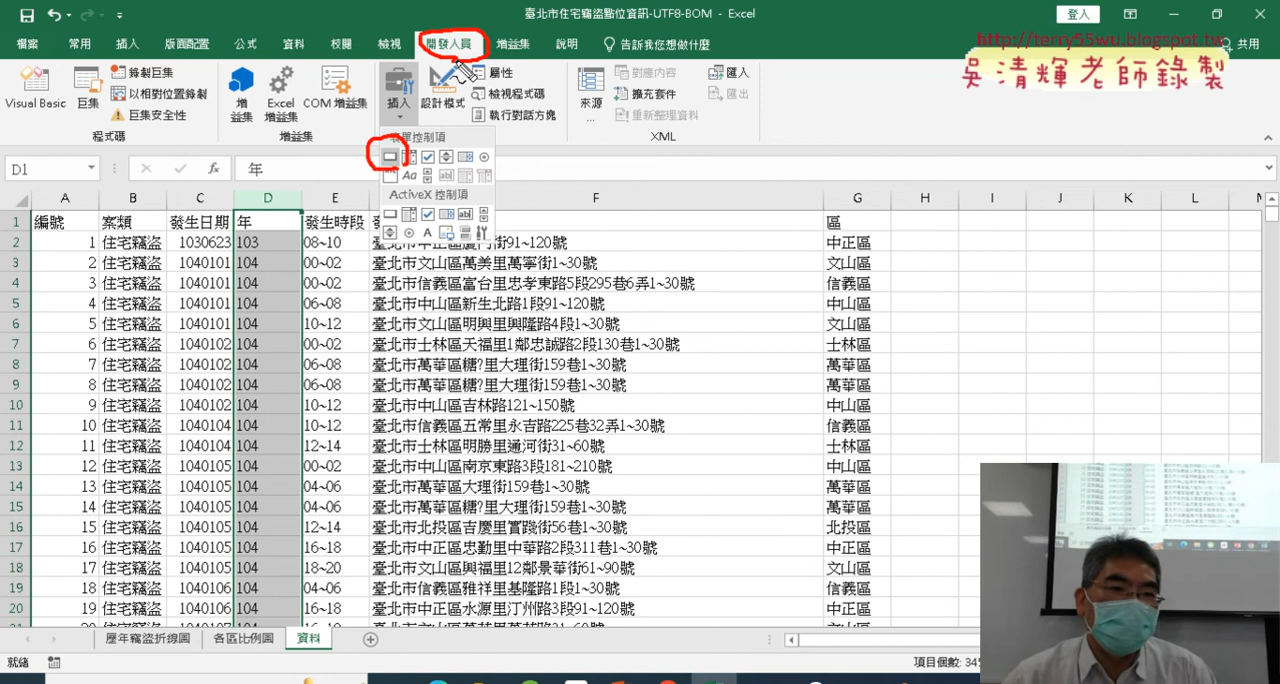 臺北市住宅竊盜點位資訊-UTF8-BOM - Excel
登入
檔案 常用 插入 版面配置 公式 資料 校閱 檢視 開發人員 增益集 說明 告訴我您想做什麼 共用
http://terry55wu.blogspot.tw
吳清輝老師錄製
Visual Basic 巨集 錄製巨集 以相對位置錄製 巨集安全性
增益集 Excel 增益集 COM 增益集
插入 設計模式 屬性 檢視程式碼 執行對話方塊
來源... 對應內容 擴充套件 重新整理資料 匯入 匯出
程式碼 增益集 XML
表單控制項
ActiveX 控制項
D1 fx 年
A B C D E F G H I J K L
1 編號 案類 發生日期 年 發生時段 區
2 1 住宅竊盜 1030623 103 08~10 臺北市中正區廈門街91~120號 中正區
3 2 住宅竊盜 1040101 104 00~02 臺北市文山區萬美里萬寧街1~30號 文山區
4 3 住宅竊盜 1040101 104 00~02 臺北市信義區富台里忠孝東路5段295巷6弄1~30號 信義區
5 4 住宅竊盜 1040101 104 06~08 臺北市中山區新生北路1段91~120號 中山區
6 5 住宅竊盜 1040101 104 10~12 臺北市文山區明興里興隆路4段1~30號 文山區
7 6 住宅竊盜 1040102 104 00~02 臺北市士林區天福里1鄰忠誠路2段130巷1~30號 士林區
8 7 住宅竊盜 1040102 104 06~08 臺北市萬華區糖?里大理街159巷1~30號 萬華區
9 8 住宅竊盜 1040102 104 06~08 臺北市萬華區糖?里大理街159巷1~30號 萬華區
10 9 住宅竊盜 1040102 104 10~12 臺北市中山區吉林路121~150號 中山區
11 10 住宅竊盜 1040104 104 10~12 臺北市信義區五常里永吉路225巷32弄1~30號 信義區
12 11 住宅竊盜 1040104 104 12~14 臺北市士林區明勝里通河街31~60號 士林區
13 12 住宅竊盜 1040105 104 00~02 臺北市中山區南京東路3段181~210號 中山區
14 13 住宅竊盜 1040105 104 04~06 臺北市萬華區大理街138巷1~30號 萬華區
15 14 住宅竊盜 1040105 104 04~06 臺北市萬華區糖?里大理街159巷1~30號 萬華區
16 15 住宅竊盜 1040105 104 12~14 臺北市北投區吉慶里實踐街56巷1~30號 北投區
17 16 住宅竊盜 1040105 104 16~18 臺北市中正區忠勤里中華路2段311巷1~30號 中正區
18 17 住宅竊盜 1040105 104 18~20 臺北市文山區興福里12鄰景華街61~90號 文山區
19 18 住宅竊盜 1040106 104 04~06 臺北市信義區雅祥里基隆路1段1~30號 信義區
20 19 住宅竊盜 1040106 104 16~18 臺北市中正區水源里汀州路3段91~120號 中正區
歷年竊盜折線圖 各區比例圖 資料
就緒 項目個數: